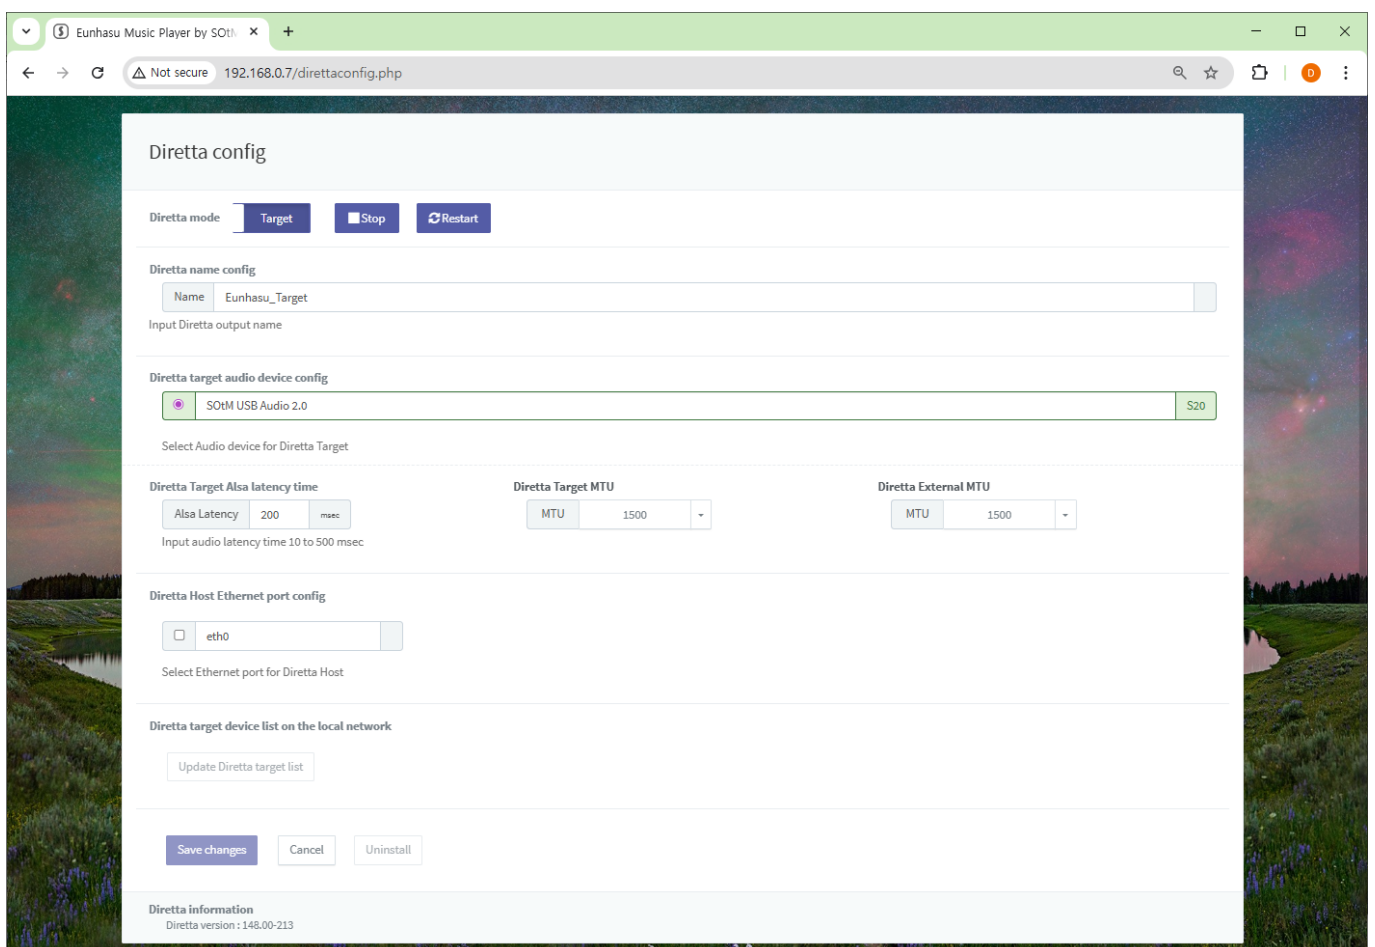 Eunhasu Music Player by SOtM
Not secure 192.168.0.7/direttaconfig.php
D
Diretta config
Diretta mode Target Stop Restart
Diretta name config
Name Eunhasu_Target
Input Diretta output name
Diretta target audio device config
SOtM USB Audio 2.0 S20
Select Audio device for Diretta Target
Diretta Target Alsa latency time Diretta Target MTU Diretta External MTU
Alsa Latency 200 msec MTU 1500 MTU 1500
Input audio latency time 10 to 500 msec
Diretta Host Ethernet port config
eth0
Select Ethernet port for Diretta Host
Diretta target device list on the local network
Update Diretta target list
Save changes Cancel Uninstall
Diretta information
Diretta version : 148.00-213